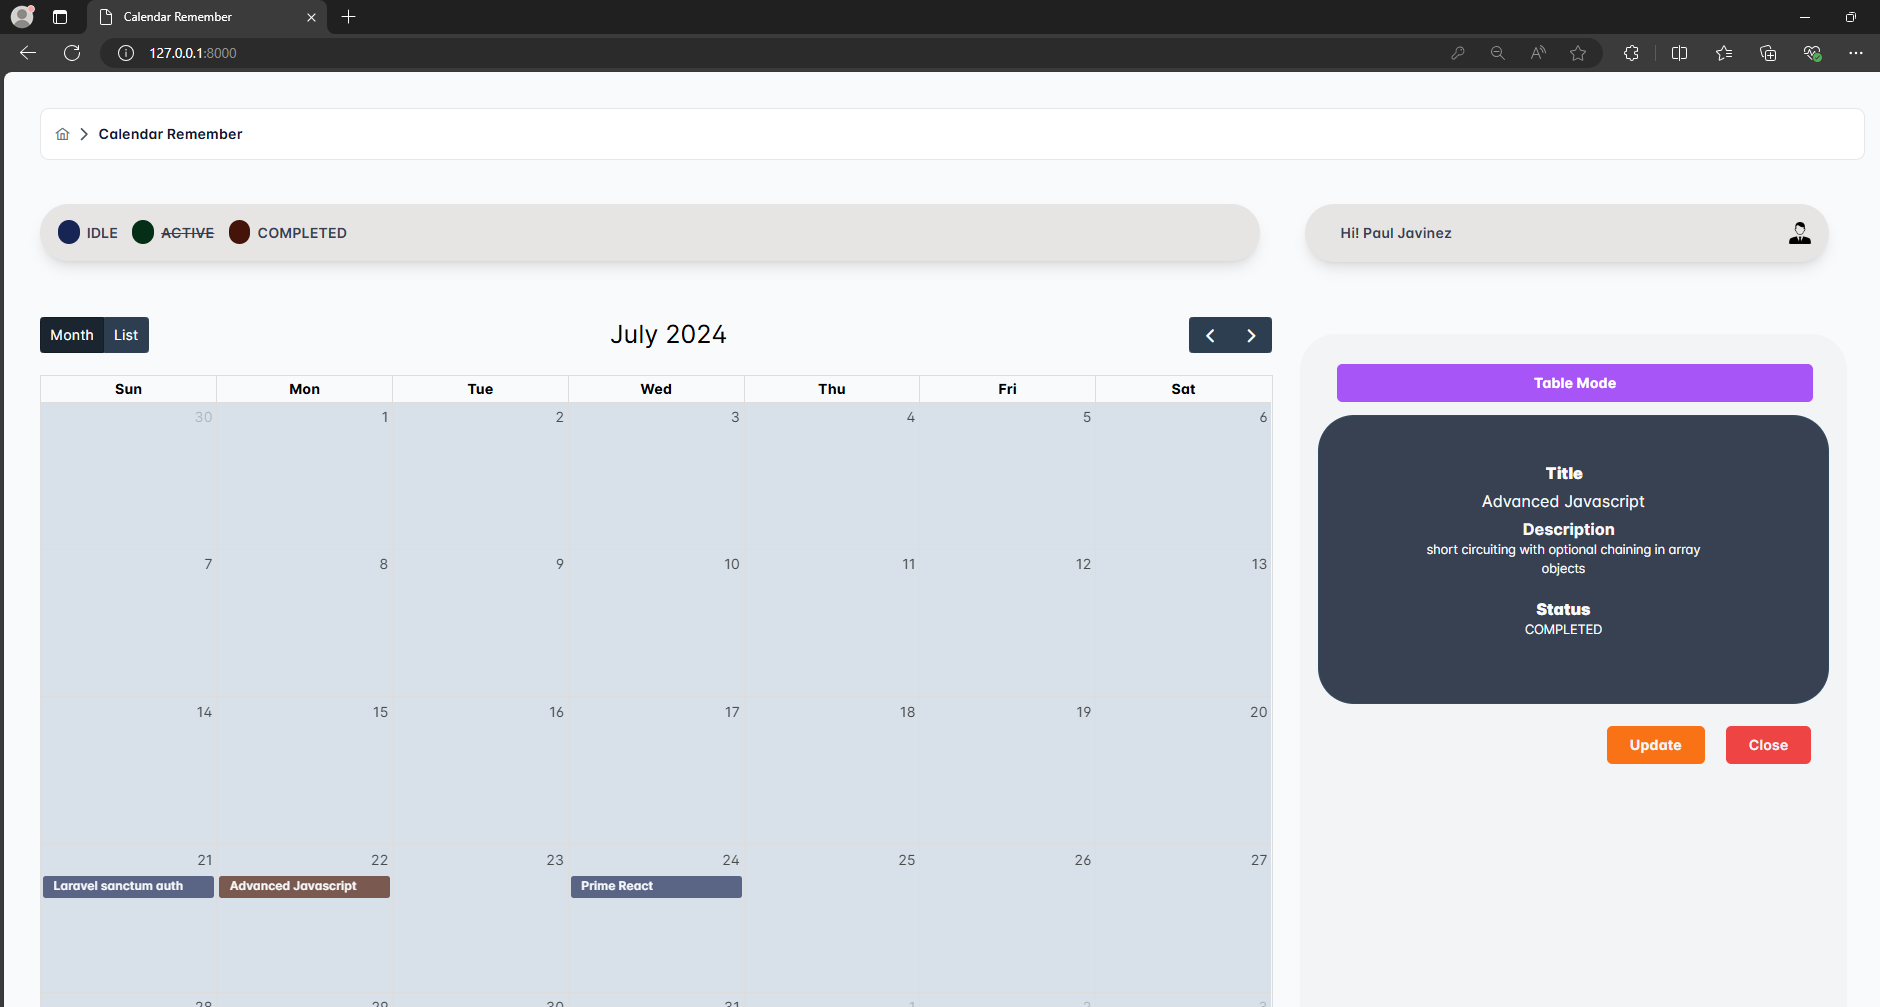 Calendar Remember
127.0.0.1:8000
Calendar Remember
IDLE ACTIVE COMPLETED
Hi! Paul Javinez
Month List
July 2024
Sun Mon Tue Wed Thu Fri Sat
30 1 2 3 4 5 6
7 8 9 10 11 12 13
14 15 16 17 18 19 20
21 22 23 24 25 26 27
Laravel sanctum auth Advanced Javascript Prime React
28 29 30 31 1 2 3
Table Mode
Title
Advanced Javascript
Description
short circuiting with optional chaining in array
objects
Status
COMPLETED
Update Close